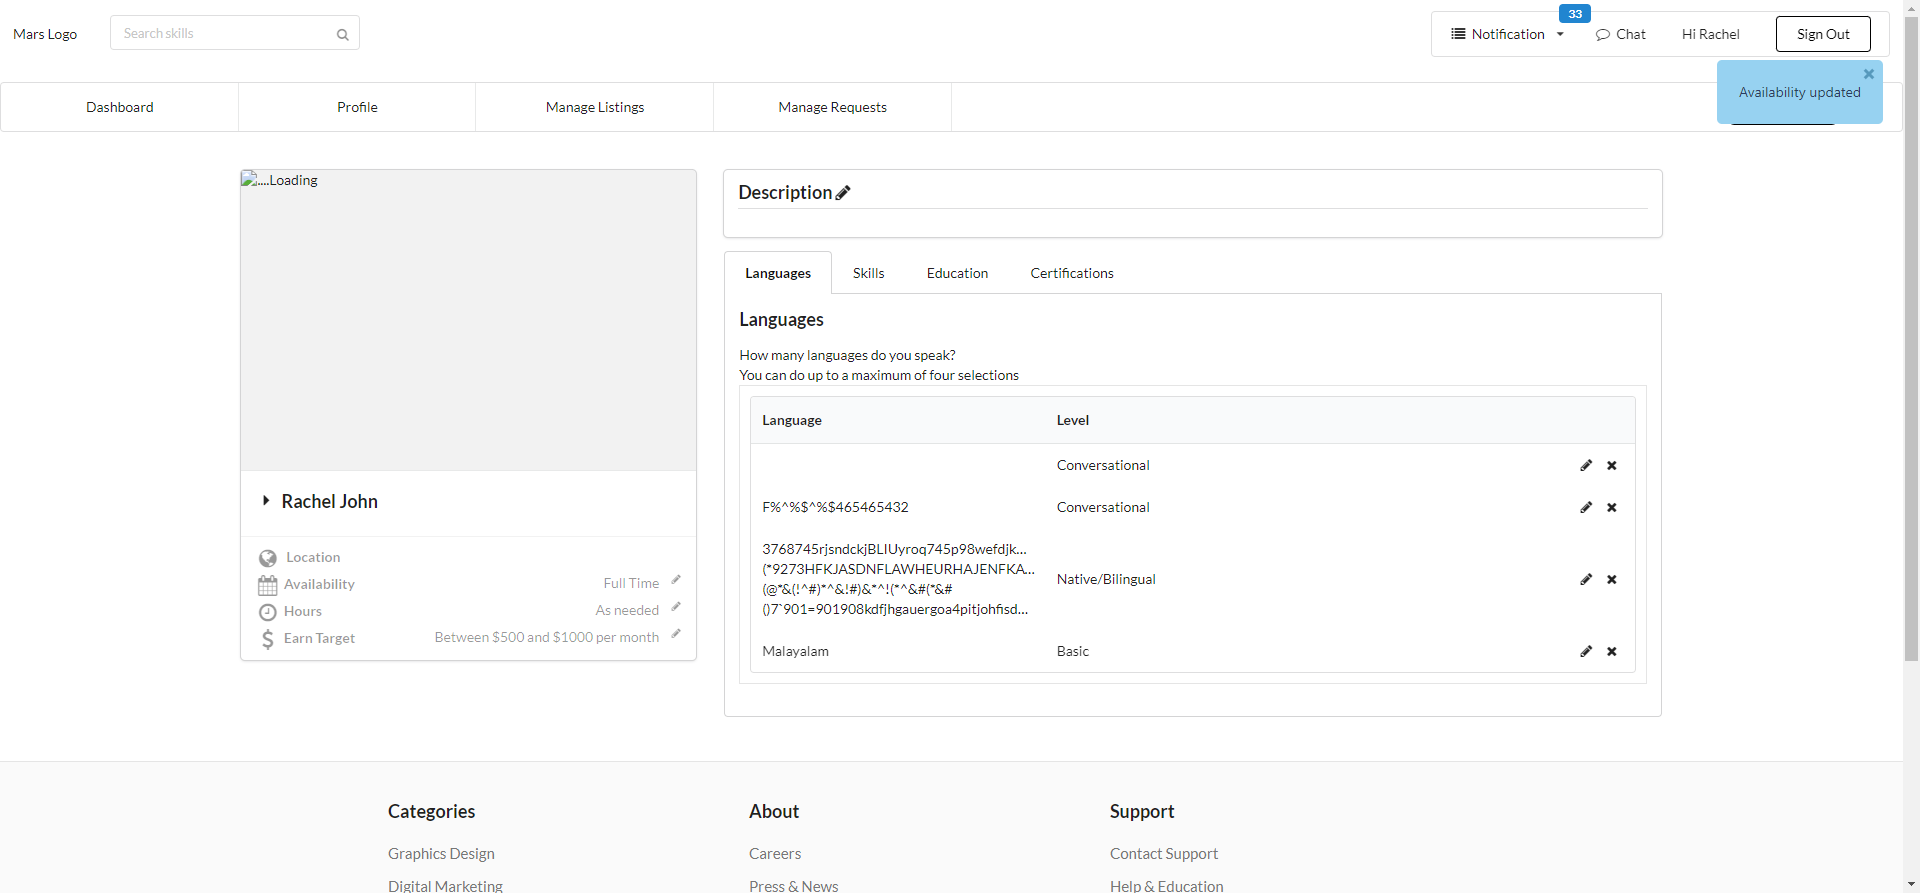 Mars Logo
Search skills
33
Notification
Chat
Hi Rachel
Sign Out
Availability updated
Dashboard
Profile
Manage Listings
Manage Requests
....Loading
Rachel John
Location
Availability
Full Time
Hours
As needed
Earn Target
Between $500 and $1000 per month
Description
Languages
Skills
Education
Certifications
Languages
How many languages do you speak?
You can do up to a maximum of four selections
Language
Level
Conversational
F%^%$^%$465465432
Conversational
3768745rjsndckjBLIUyroq745p98wefdjk...
(*9273HFKJASDNFLAWHEURHAJENFKA...
(@*&(!^#)*^&!#)&*^!(*^&#(*&#
()7`901=901908kdfjhgauergoa4pitjohfisd...
Native/Bilingual
Malayalam
Basic
Categories
About
Support
Graphics Design
Careers
Contact Support
Digital Marketing
Press & News
Help & Education